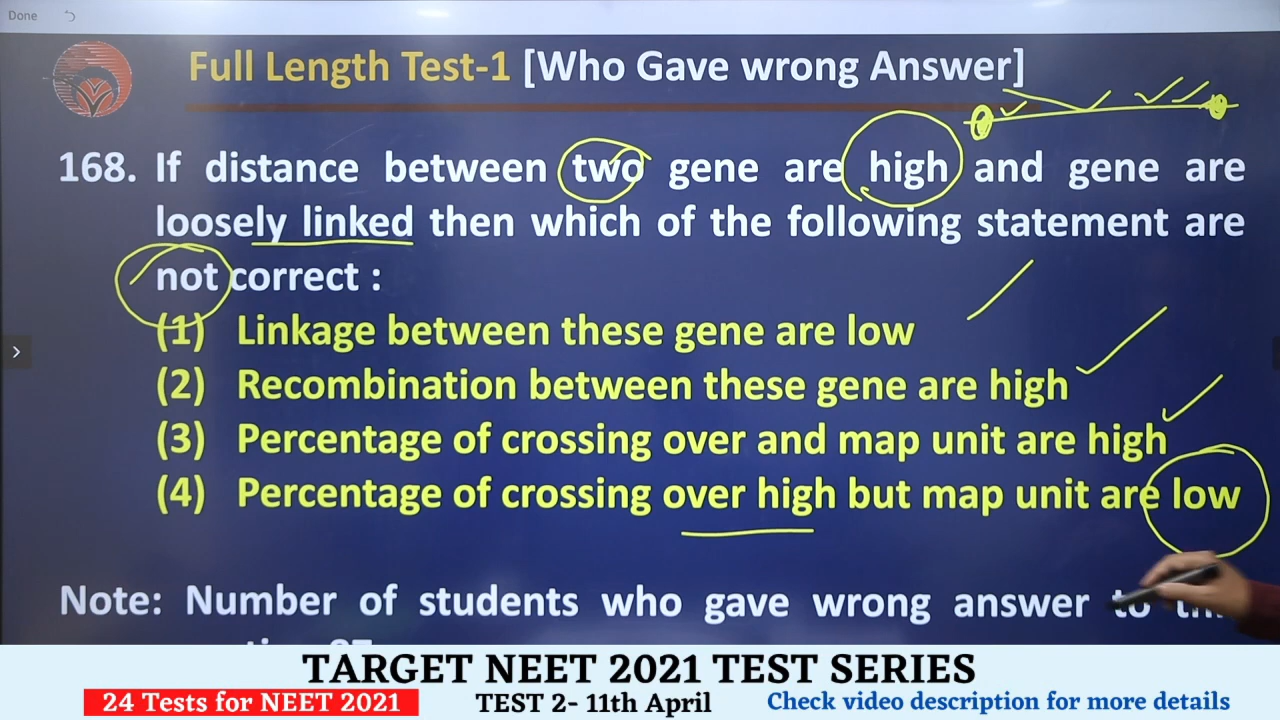 Done
Full Length Test-1 [Who Gave wrong Answer]
168. If distance between two gene are high and gene are
loosely linked then which of the following statement are
not correct :
(1) Linkage between these gene are low
(2) Recombination between these gene are high
(3) Percentage of crossing over and map unit are high
(4) Percentage of crossing over high but map unit are low
Note: Number of students who gave wrong answer to
TARGET NEET 2021 TEST SERIES
24 Tests for NEET 2021
TEST 2- 11th April
Check video description for more details